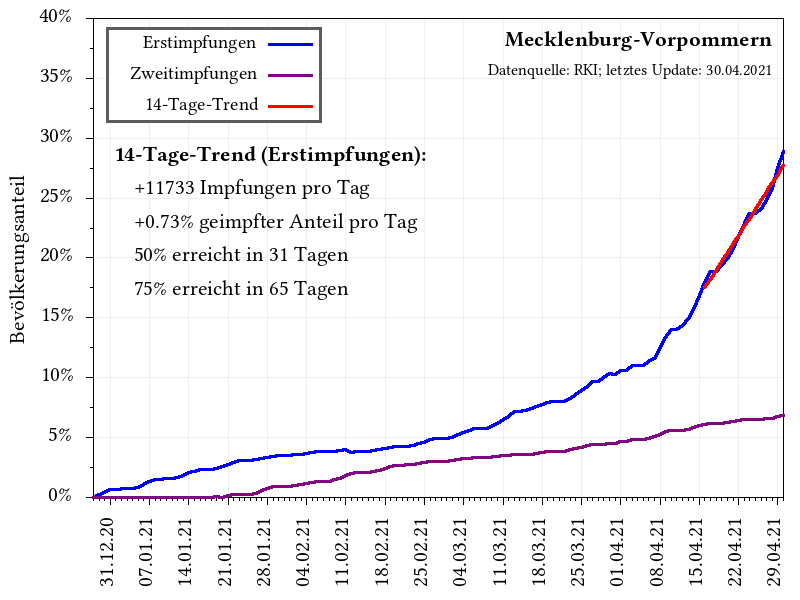 40%
35%
30%
25%
20%
15%
10%
5%
0%
Bevölkerungsanteil
Erstimpfungen
Zweitimpfungen
14-Tage-Trend
Mecklenburg-Vorpommern
Datenquelle: RKI; letztes Update: 30.04.2021
14-Tage-Trend (Erstimpfungen):
+11733 Impfungen pro Tag
+0.73% geimpfter Anteil pro Tag
50% erreicht in 31 Tagen
75% erreicht in 65 Tagen
31.12.20
07.01.21
14.01.21
21.01.21
28.01.21
04.02.21
11.02.21
18.02.21
25.02.21
04.03.21
11.03.21
18.03.21
25.03.21
01.04.21
08.04.21
15.04.21
22.04.21
29.04.21